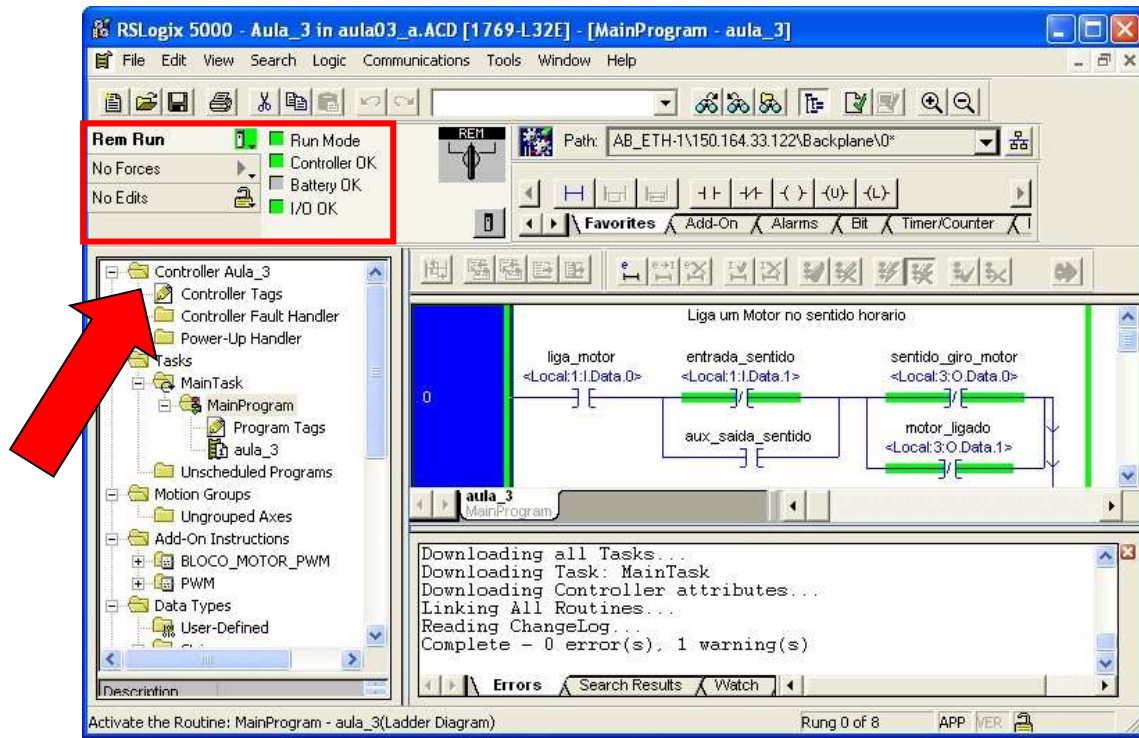 RSLogix 5000 - Aula_3 in aula03_a.ACD [1769-L32E] - [MainProgram - aula_3]
File Edit View Search Logic Communications Tools Window Help
Rem Run
Run Mode
No Forces
Controller OK
Battery OK
No Edits
I/O OK
REM
Path: AB_ETH-1\150.164.33.122\Backplane\0*
Favorites Add-On Alarms Bit Timer/Counter
Controller Aula_3
Controller Tags
Controller Fault Handler
Power-Up Handler
Tasks
MainTask
MainProgram
Program Tags
aula_3
Unscheduled Programs
Motion Groups
Ungrouped Axes
Add-On Instructions
BLOCO_MOTOR_PWM
PWM
Data Types
User-Defined
Description
Liga um Motor no sentido horario
liga_motor entrada_sentido sentido_giro_motor
<Local:1:I.Data.0> <Local:1:I.Data.1> <Local:3:O.Data.0>
0
aux_saida_sentido motor_ligado
<Local:3:O.Data.1>
aula_3
MainProgram
Downloading all Tasks...
Downloading Task: MainTask
Downloading Controller attributes...
Linking All Routines...
Reading ChangeLog...
Complete - 0 error(s), 1 warning(s)
Errors Search Results Watch
Activate the Routine: MainProgram - aula_3(Ladder Diagram) Rung 0 of 8 APP VER